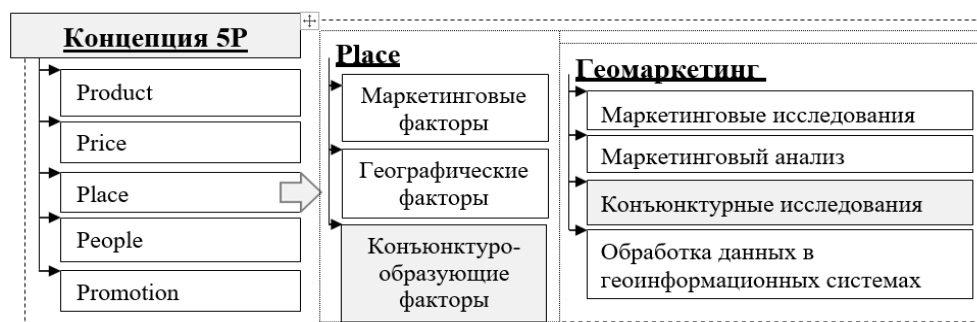 Концепция 5P
Product
Price
Place
People
Promotion
Place
Маркетинговые
факторы
Географические
факторы
Конъюнктуро-
образующие
факторы
Геомаркетинг
Маркетинговые исследования
Маркетинговый анализ
Конъюнктурные исследования
Обработка данных в
геоинформационных системах